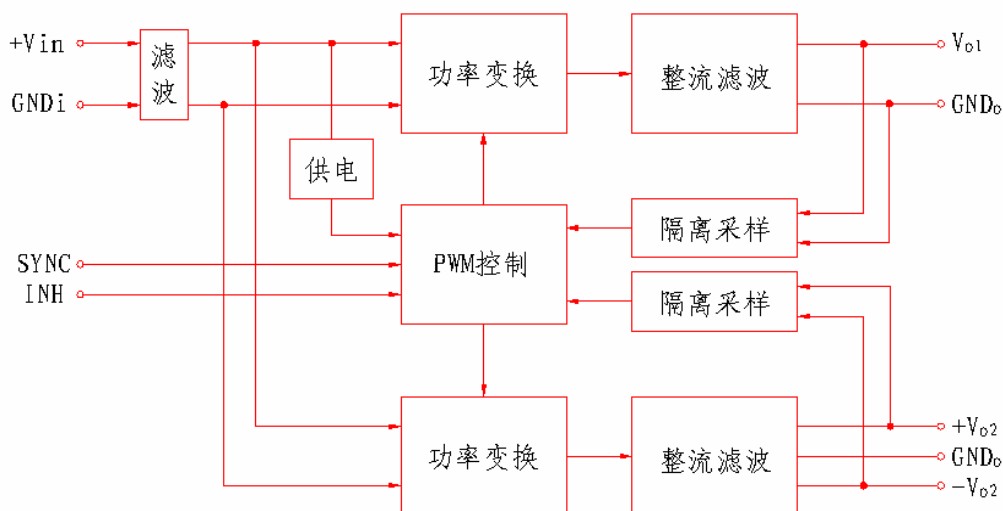 +Vin
GNDi
滤波
功率变换
整流滤波
Vo1
GNDo
供电
隔离采样
SYNC
INH
PWM控制
隔离采样
功率变换
整流滤波
+Vo2
GNDo
-Vo2